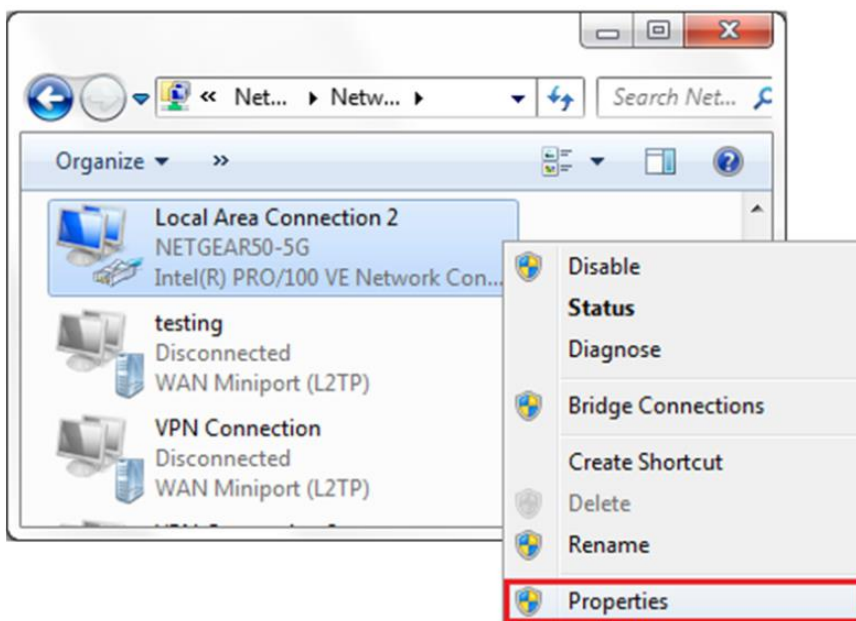 « Net... Netw...
Search Net...
Organize »
Local Area Connection 2
NETGEAR50-5G
Intel(R) PRO/100 VE Network Con...
testing
Disconnected
WAN Miniport (L2TP)
VPN Connection
Disconnected
WAN Miniport (L2TP)
Disable
Status
Diagnose
Bridge Connections
Create Shortcut
Delete
Rename
Properties